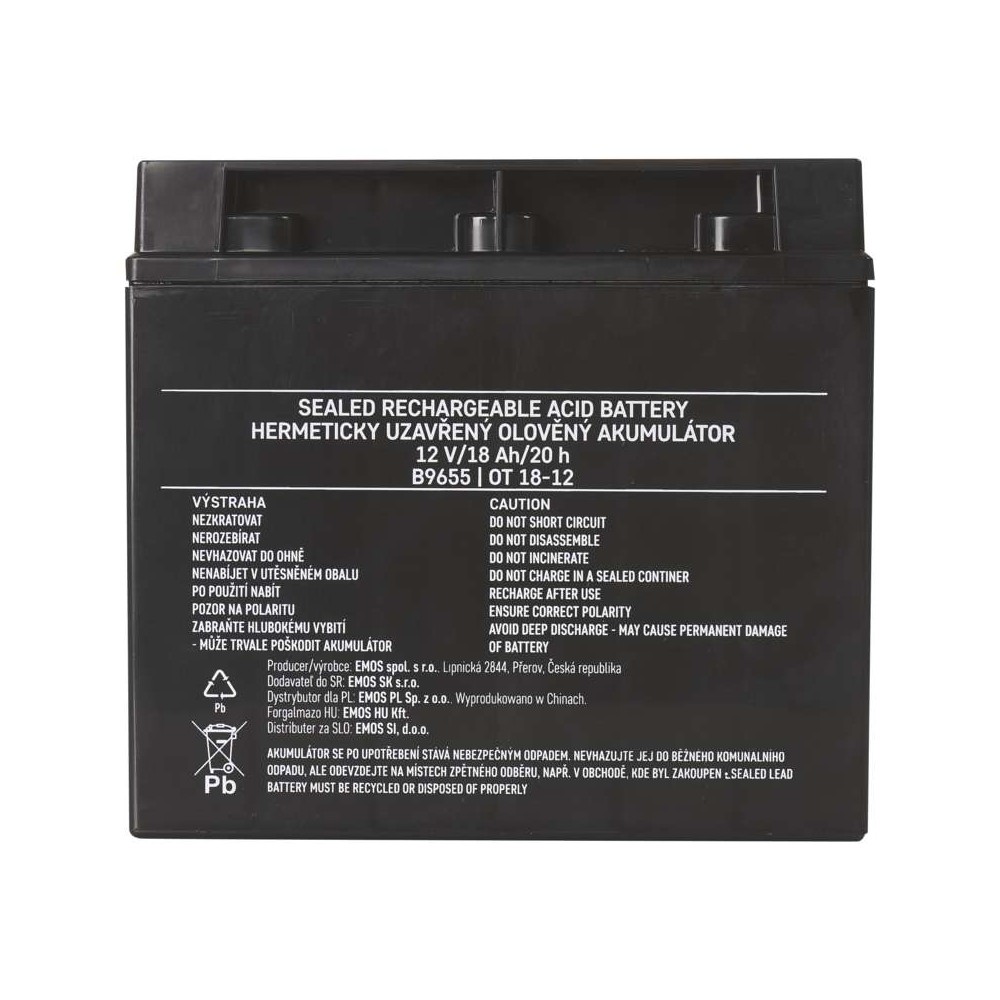 SEALED RECHARGEABLE ACID BATTERY
HERMETICKY UZAVŘENÝ OLOVĚNÝ AKUMULÁTOR
12 V/18 Ah/20 h
B9655 | OT 18-12
VÝSTRAHA
NEZKRATOVAT
NEROZEBÍRAT
NEVHAZOVAT DO OHNĚ
NENABÍJET V UTĚSNĚNÉM OBALU
PO POUŽITÍ NABÍT
POZOR NA POLARITU
ZABRAŇTE HLUBOKÉMU VYBITÍ
- MŮŽE TRVALE POŠKODIT AKUMULÁTOR
CAUTION
DO NOT SHORT CIRCUIT
DO NOT DISASSEMBLE
DO NOT INCINERATE
DO NOT CHARGE IN A SEALED CONTINER
RECHARGE AFTER USE
ENSURE CORRECT POLARITY
AVOID DEEP DISCHARGE - MAY CAUSE PERMANENT DAMAGE
OF BATTERY
Producer/výrobce: EMOS spol. s r.o.. Lipnická 2844, Přerov, Česká republika
Dodavateľ do SR: EMOS SK s.r.o.
Dystrybutor dla PL: EMOS PL Sp. z o.o. Wyprodukowano w Chinach.
Forgalmazo HU: EMOS HU Kft.
Distributer za SLO: EMOS SI, d.o.o.
Pb
Pb
AKUMULÁTOR SE PO UPOTŘEBENÍ STÁVÁ NEBEZPEČNÝM ODPADEM. NEVHAZUJTE JEJ DO BĚŽNÉHO KOMUNALNÍHO
ODPADU, ALE ODEVZDEJTE NA MÍSTECH ZPĚTNÉHO ODBĚRU, NAPŘ. V OBCHODĚ, KDE BYL ZAKOUPEN .SEALED LEAD
BATTERY MUST BE RECYCLED OR DISPOSED OF PROPERLY